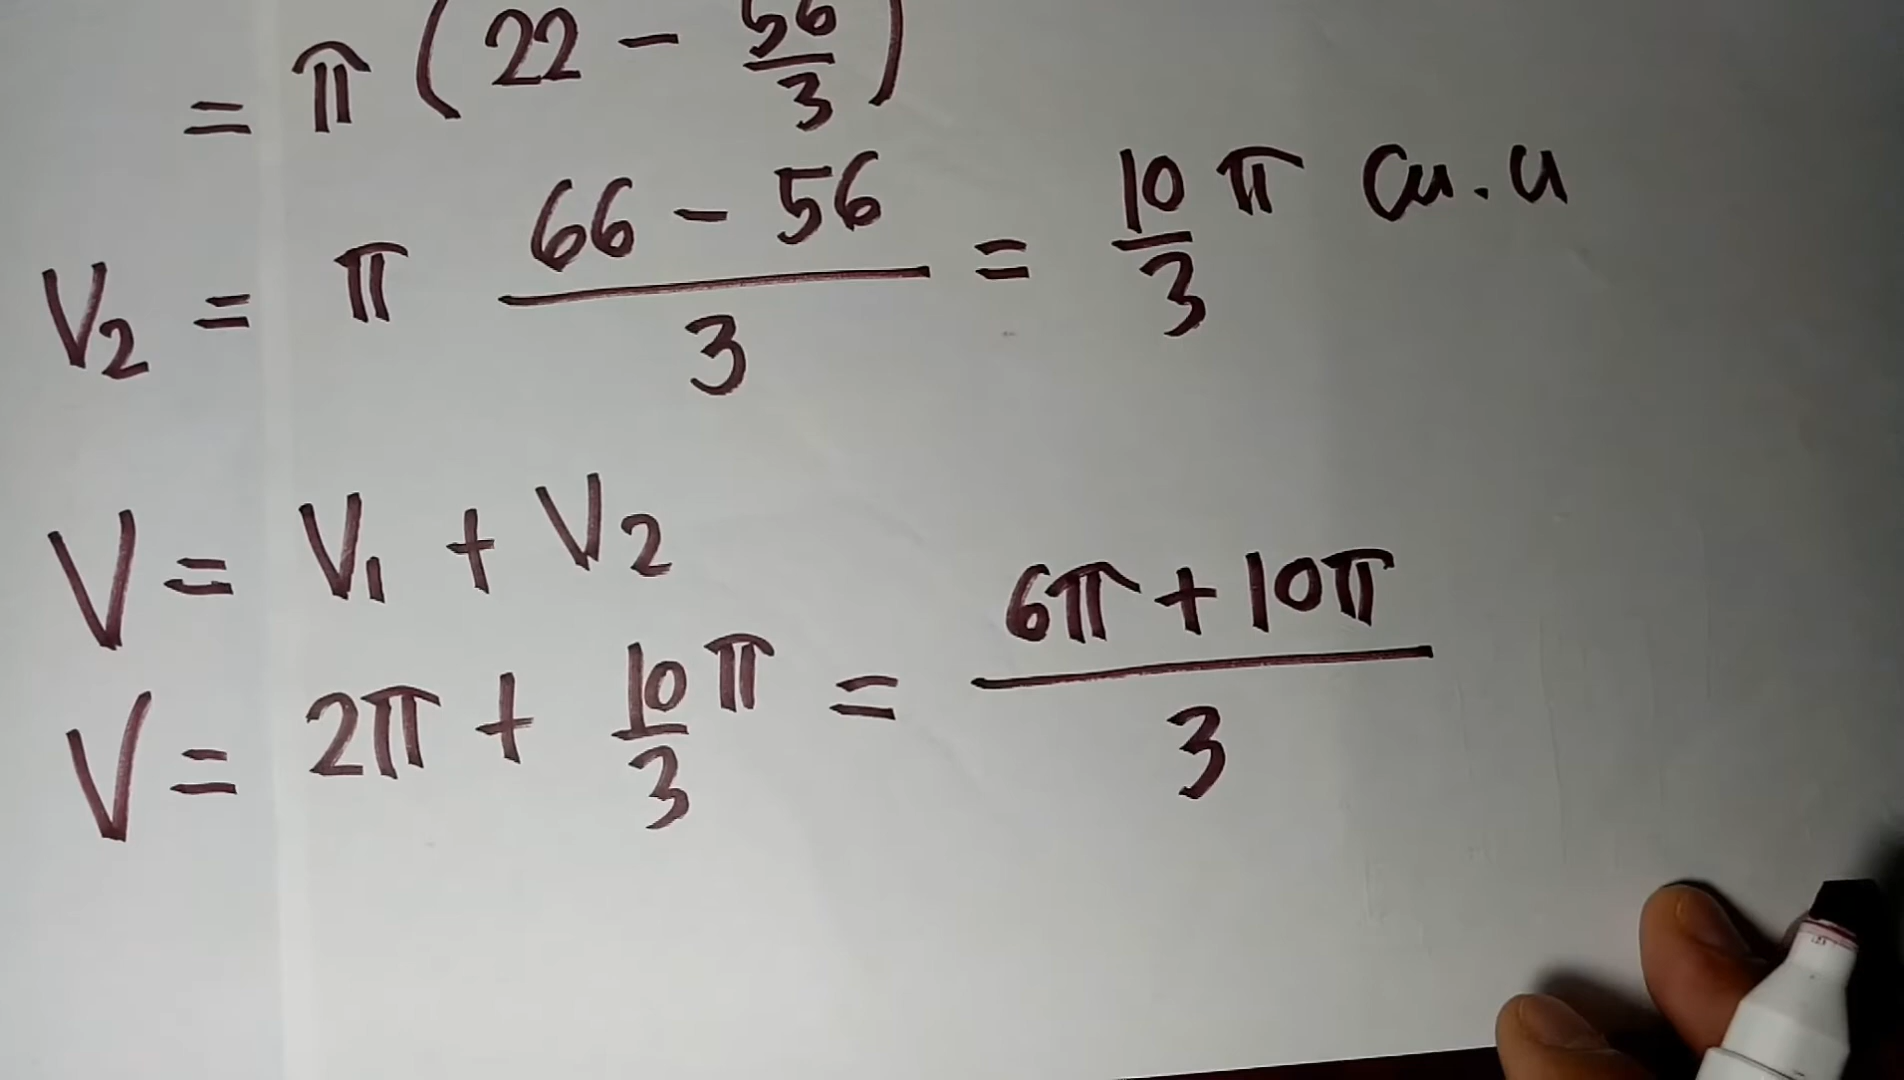 = π ( 22 - 56/3 )
V₂ = π (66 - 56)/3 = 10/3 π cu.u
V = V₁ + V₂
V = 2π + 10/3 π = (6π + 10π)/3